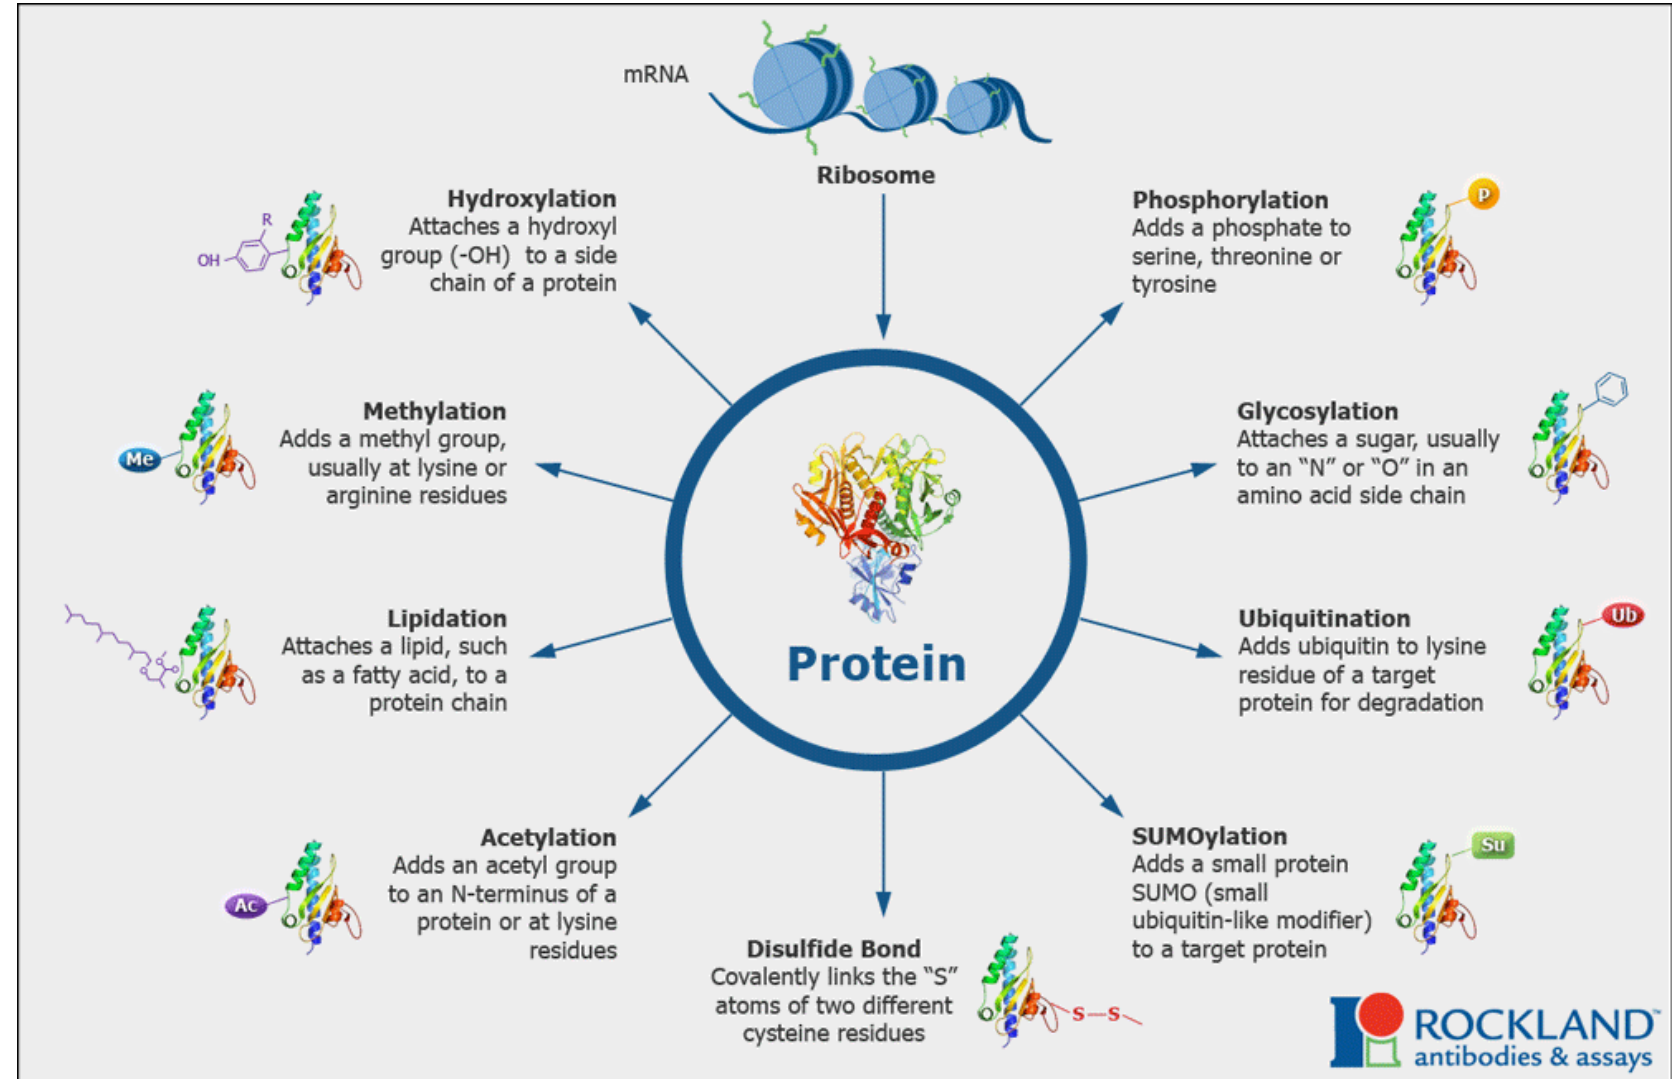 mRNA
Ribosome
Hydroxylation
Attaches a hydroxyl
group (-OH) to a side
chain of a protein
OH
R
Phosphorylation
Adds a phosphate to
serine, threonine or
tyrosine
P
Methylation
Adds a methyl group,
usually at lysine or
arginine residues
Me
Glycosylation
Attaches a sugar, usually
to an “N” or “O” in an
amino acid side chain
Lipidation
Attaches a lipid, such
as a fatty acid, to a
protein chain
Protein
Ubiquitination
Adds ubiquitin to lysine
residue of a target
protein for degradation
Ub
Acetylation
Adds an acetyl group
to an N-terminus of a
protein or at lysine
residues
Ac
Disulfide Bond
Covalently links the “S”
atoms of two different
cysteine residues
S—S
SUMOylation
Adds a small protein
SUMO (small
ubiquitin-like modifier)
to a target protein
Su
ROCKLAND™
antibodies & assays